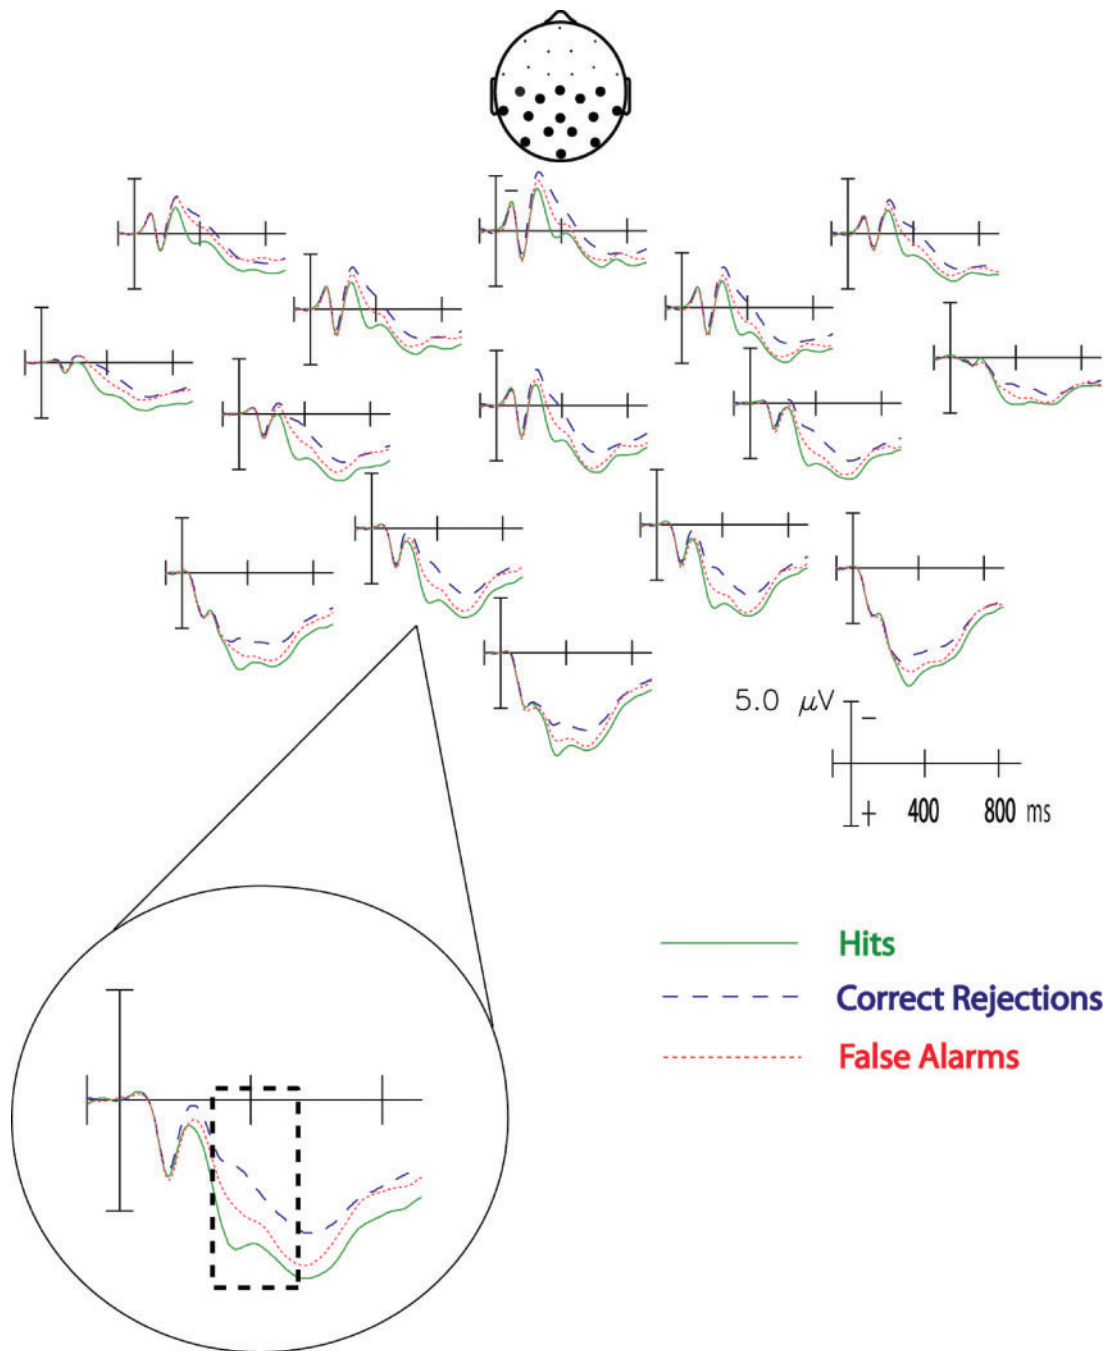 5.0 μV
−
+ 400 800 ms
Hits
Correct Rejections
False Alarms